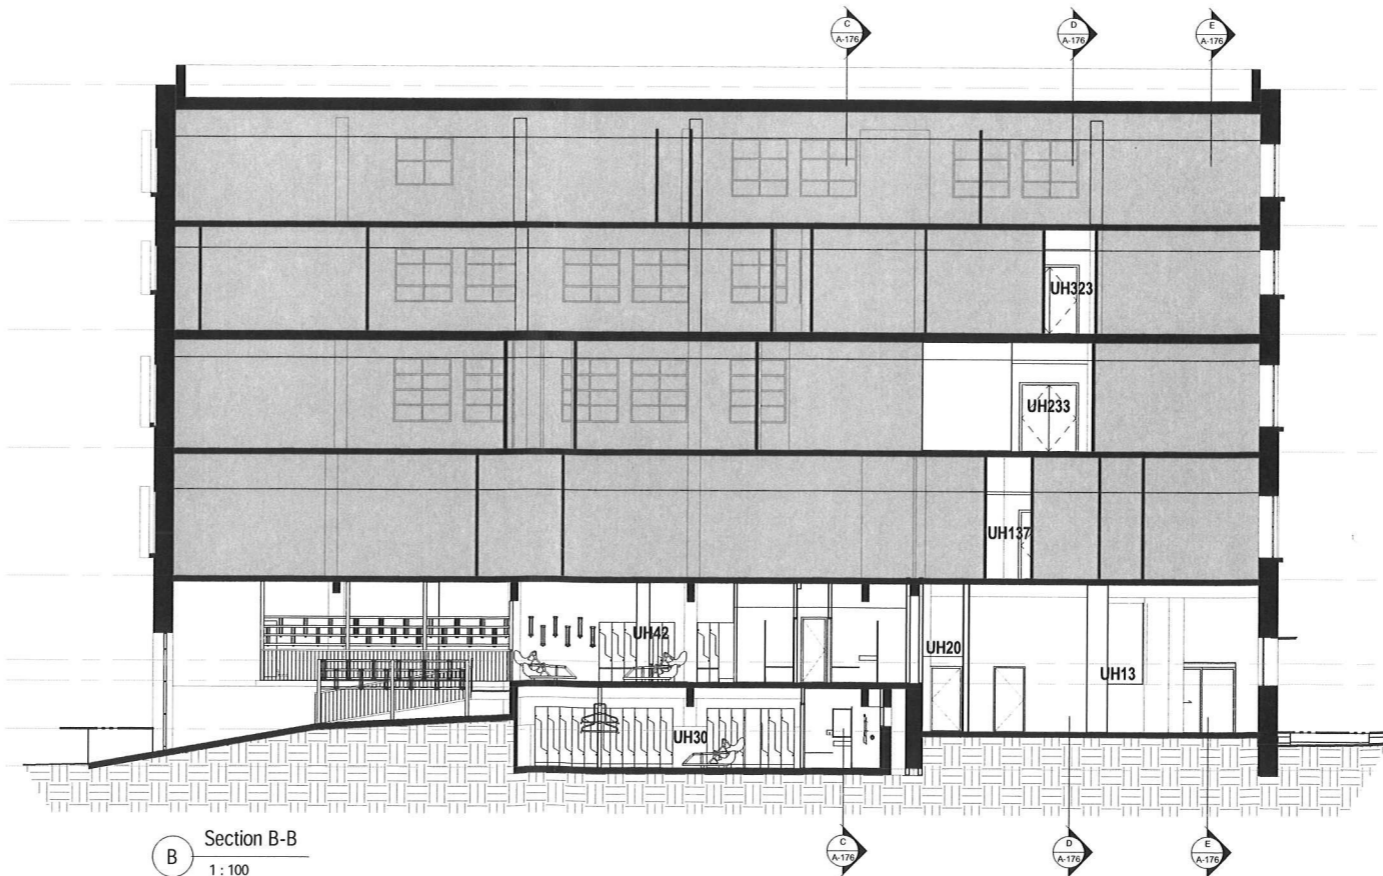 C
A-176
D
A-176
E
A-176
UH323
UH233
UH137
UH42
UH20
UH13
UH30
B
Section B-B
1 : 100
C
A-176
D
A-176
E
A-176